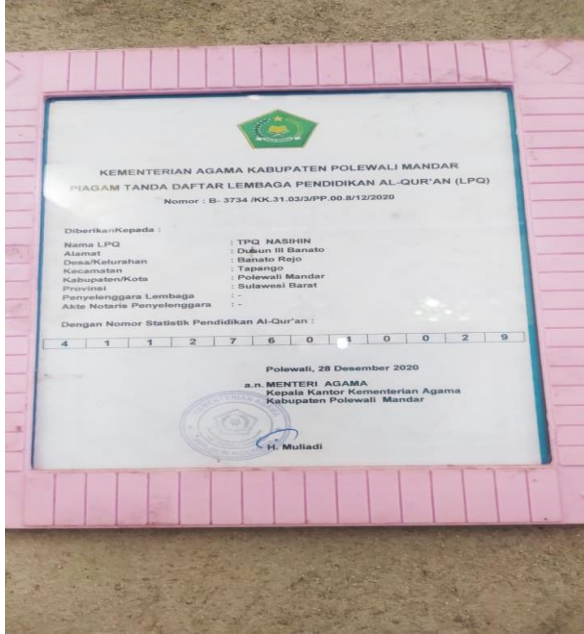 KEMENTERIAN AGAMA KABUPATEN POLEWALI MANDAR
PIAGAM TANDA DAFTAR LEMBAGA PENDIDIKAN AL-QUR'AN (LPQ)
Nomor : B- 3734 /KK.31.03/3/PP.00.8/12/2020
DiberikanKepada :
Nama LPQ : TPQ NASIHIN
Alamat : Dusun III Banato
Desa/Kelurahan : Banato Rejo
Kecamatan : Tapango
Kabupaten/Kota : Polewali Mandar
Provinsi : Sulawesi Barat
Penyelenggara Lembaga : -
Akte Notaris Penyelenggara : -
Dengan Nomor Statistik Pendidikan Al-Qur'an :
4 1 1 2 7 6 0 4 0 0 2 9
Polewali, 28 Desember 2020
a.n. MENTERI AGAMA
Kepala Kantor Kementerian Agama
Kabupaten Polewali Mandar
KEMENTERIAN AGAMA
H. Muliadi